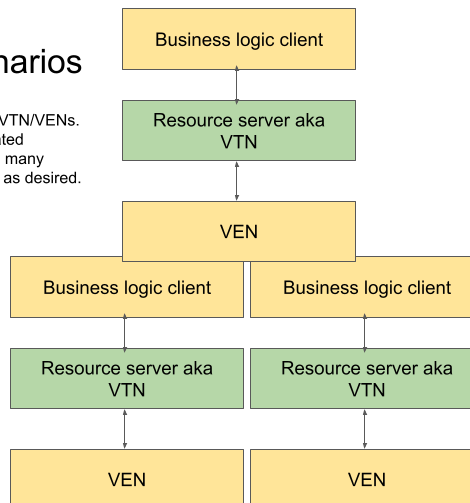 narios
VTN/VENs.
many
as desired.
Business logic client
Resource server aka
VTN
VEN
Business logic client
Business logic client
Resource server aka
VTN
Resource server aka
VTN
VEN
VEN